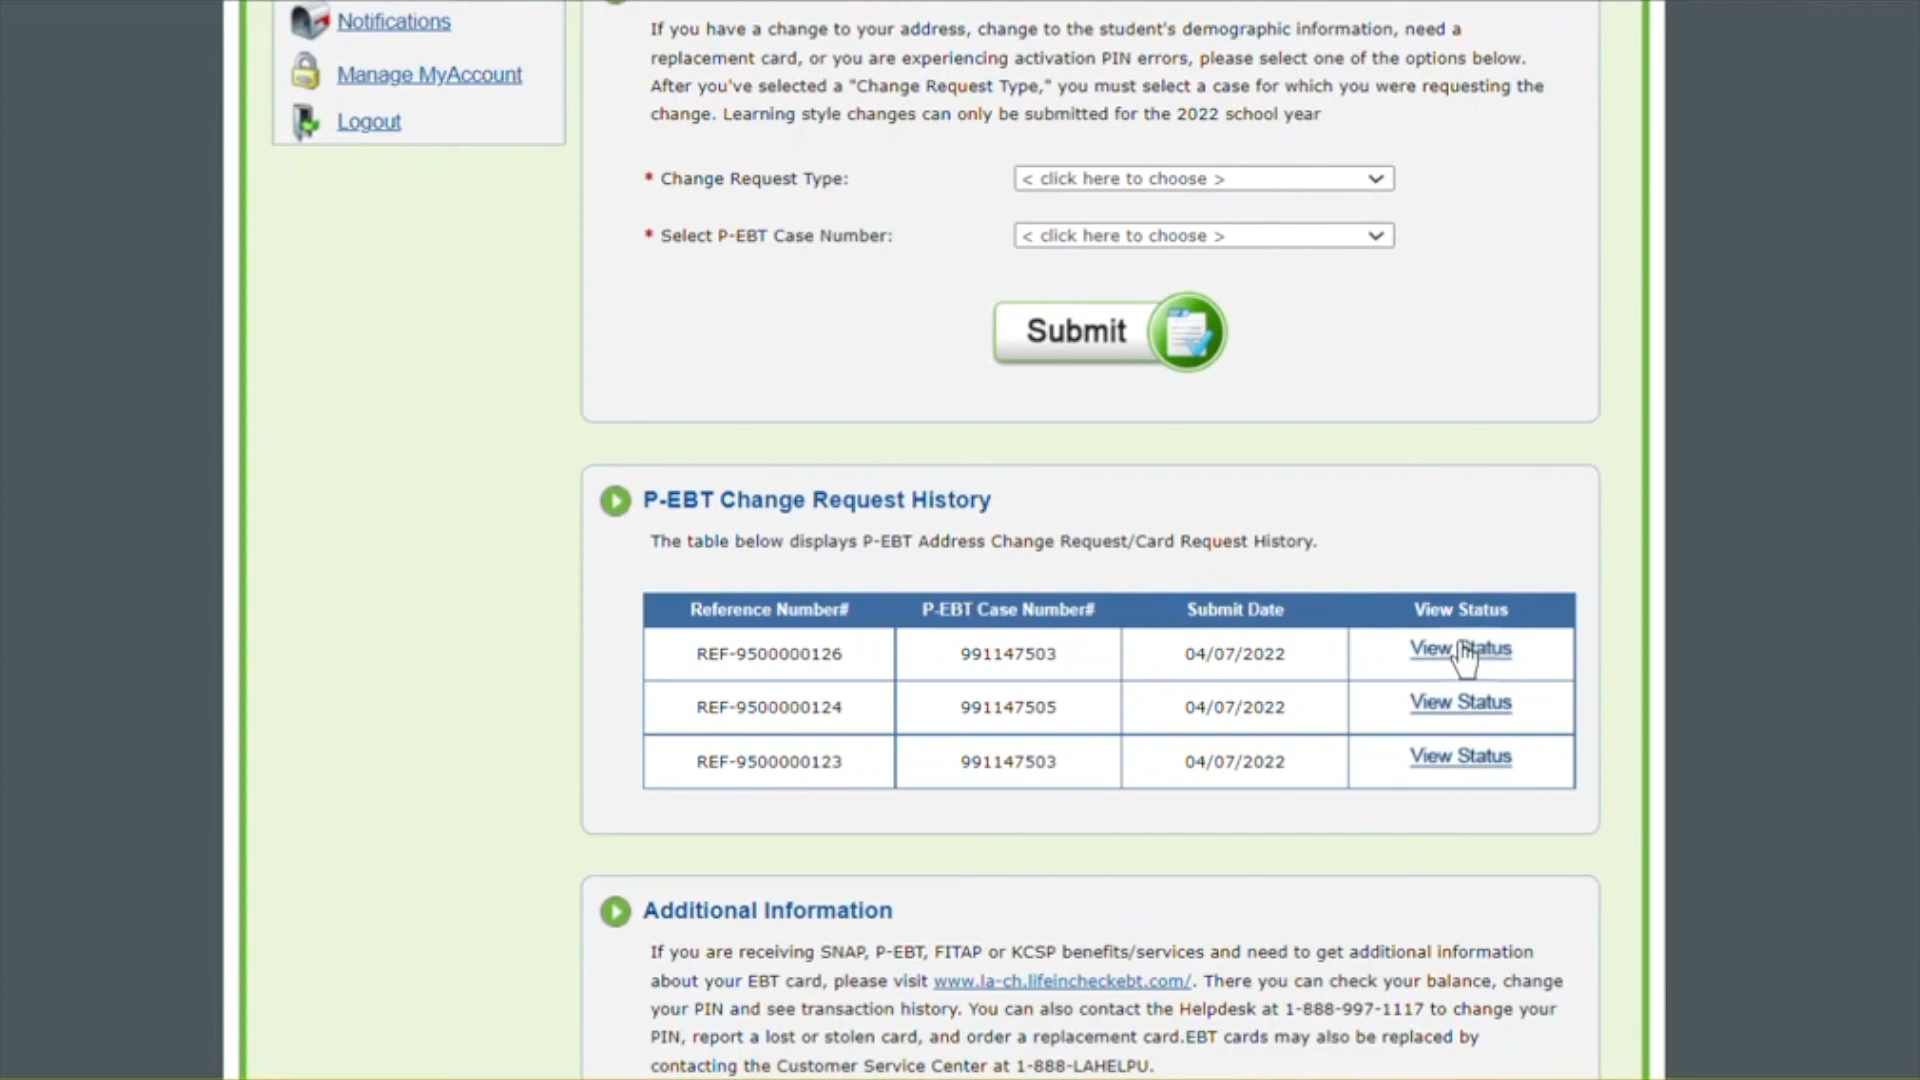 Notifications
Manage MyAccount
Logout
If you have a change to your address, change to the student's demographic information, need a
replacement card, or you are experiencing activation PIN errors, please select one of the options below.
After you've selected a "Change Request Type," you must select a case for which you were requesting the
change. Learning style changes can only be submitted for the 2022 school year
* Change Request Type: < click here to choose >
* Select P-EBT Case Number: < click here to choose >
Submit
P-EBT Change Request History
The table below displays P-EBT Address Change Request/Card Request History.
Reference Number# P-EBT Case Number# Submit Date View Status
REF-9500000126 991147503 04/07/2022 View Status
REF-9500000124 991147505 04/07/2022 View Status
REF-9500000123 991147503 04/07/2022 View Status
Additional Information
If you are receiving SNAP, P-EBT, FITAP or KCSP benefits/services and need to get additional information
about your EBT card, please visit www.la-ch.lifeincheckebt.com/. There you can check your balance, change
your PIN and see transaction history. You can also contact the Helpdesk at 1-888-997-1117 to change your
PIN, report a lost or stolen card, and order a replacement card.EBT cards may also be replaced by
contacting the Customer Service Center at 1-888-LAHELPU.